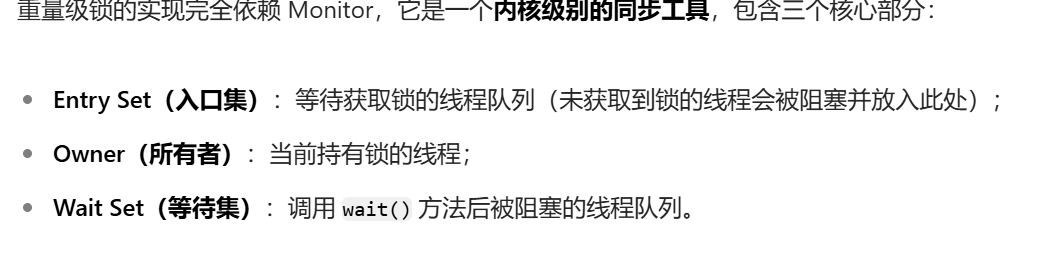 重量级锁的实现完全依赖 Monitor，它是一个内核级别的同步工具，包含三个核心部分：
Entry Set（入口集）：等待获取锁的线程队列（未获取到锁的线程会被阻塞并放入此处）；
Owner（所有者）：当前持有锁的线程；
Wait Set（等待集）：调用 wait() 方法后被阻塞的线程队列。